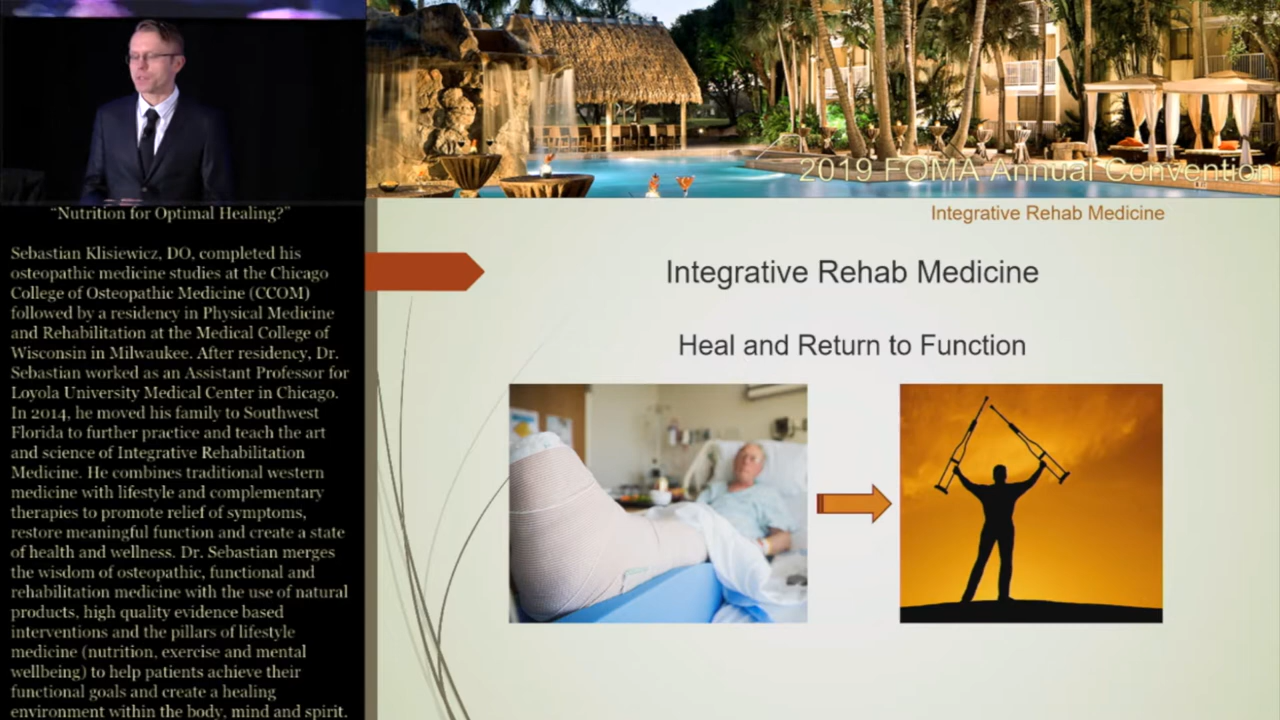 2019 FOMA Annual Convention
"Nutrition for Optimal Healing?"
Sebastian Klisiewicz, DO, completed his
osteopathic medicine studies at the Chicago
College of Osteopathic Medicine (CCOM)
followed by a residency in Physical Medicine
and Rehabilitation at the Medical College of
Wisconsin in Milwaukee. After residency, Dr.
Sebastian worked as an Assistant Professor for
Loyola University Medical Center in Chicago.
In 2014, he moved his family to Southwest
Florida to further practice and teach the art
and science of Integrative Rehabilitation
Medicine. He combines traditional western
medicine with lifestyle and complementary
therapies to promote relief of symptoms,
restore meaningful function and create a state
of health and wellness. Dr. Sebastian merges
the wisdom of osteopathic, functional and
rehabilitation medicine with the use of natural
products, high quality evidence based
interventions and the pillars of lifestyle
medicine (nutrition, exercise and mental
wellbeing) to help patients achieve their
functional goals and create a healing
environment within the body, mind and spirit.
Integrative Rehab Medicine
Integrative Rehab Medicine
Heal and Return to Function